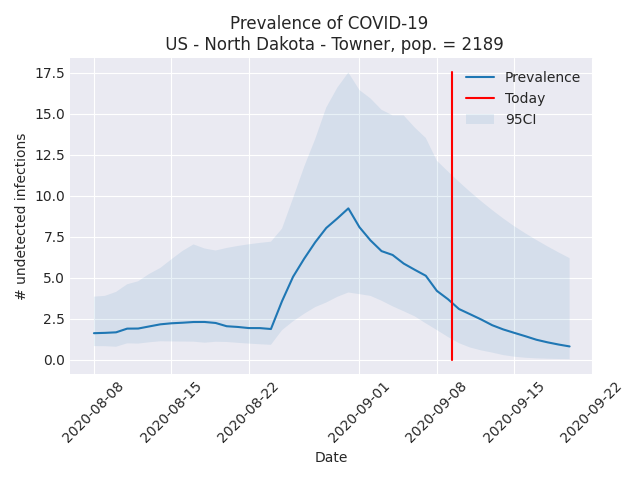 Prevalence of COVID-19
US - North Dakota - Towner, pop. = 2189
17.5
15.0
12.5
10.0
7.5
5.0
2.5
0.0
# undetected infections
Prevalence
Today
95CI
2020-08-08
2020-08-15
2020-08-22
2020-09-01
2020-09-08
2020-09-15
2020-09-22
Date